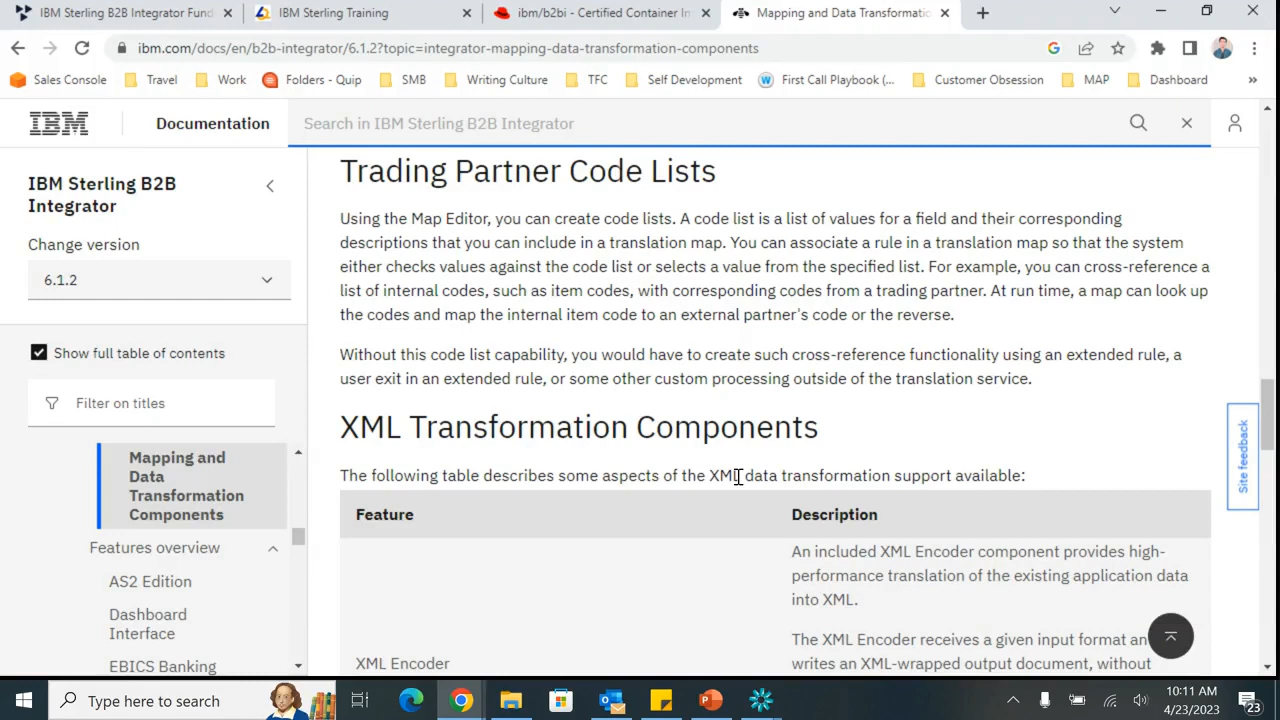 IBM Sterling B2B Integrator Fund
IBM Sterling Training
ibm/b2bi - Certified Container In
Mapping and Data Transformatic
ibm.com/docs/en/b2b-integrator/6.1.2?topic=integrator-mapping-data-transformation-components
Sales Console
Travel
Work
Folders - Quip
SMB
Writing Culture
TFC
Self Development
First Call Playbook (...
Customer Obsession
MAP
Dashboard
IBM
Documentation
Search in IBM Sterling B2B Integrator
IBM Sterling B2B
Integrator
Change version
6.1.2
Show full table of contents
Filter on titles
Mapping and
Data
Transformation
Components
Features overview
AS2 Edition
Dashboard
Interface
EBICS Banking
Trading Partner Code Lists
Using the Map Editor, you can create code lists. A code list is a list of values for a field and their corresponding
descriptions that you can include in a translation map. You can associate a rule in a translation map so that the system
either checks values against the code list or selects a value from the specified list. For example, you can cross-reference a
list of internal codes, such as item codes, with corresponding codes from a trading partner. At run time, a map can look up
the codes and map the internal item code to an external partner's code or the reverse.
Without this code list capability, you would have to create such cross-reference functionality using an extended rule, a
user exit in an extended rule, or some other custom processing outside of the translation service.
XML Transformation Components
The following table describes some aspects of the XML data transformation support available:
Feature
Description
An included XML Encoder component provides high-
performance translation of the existing application data
into XML.
The XML Encoder receives a given input format an
XML Encoder
writes an XML-wrapped output document, without
Site feedback
Type here to search
10:11 AM
4/23/2023
23